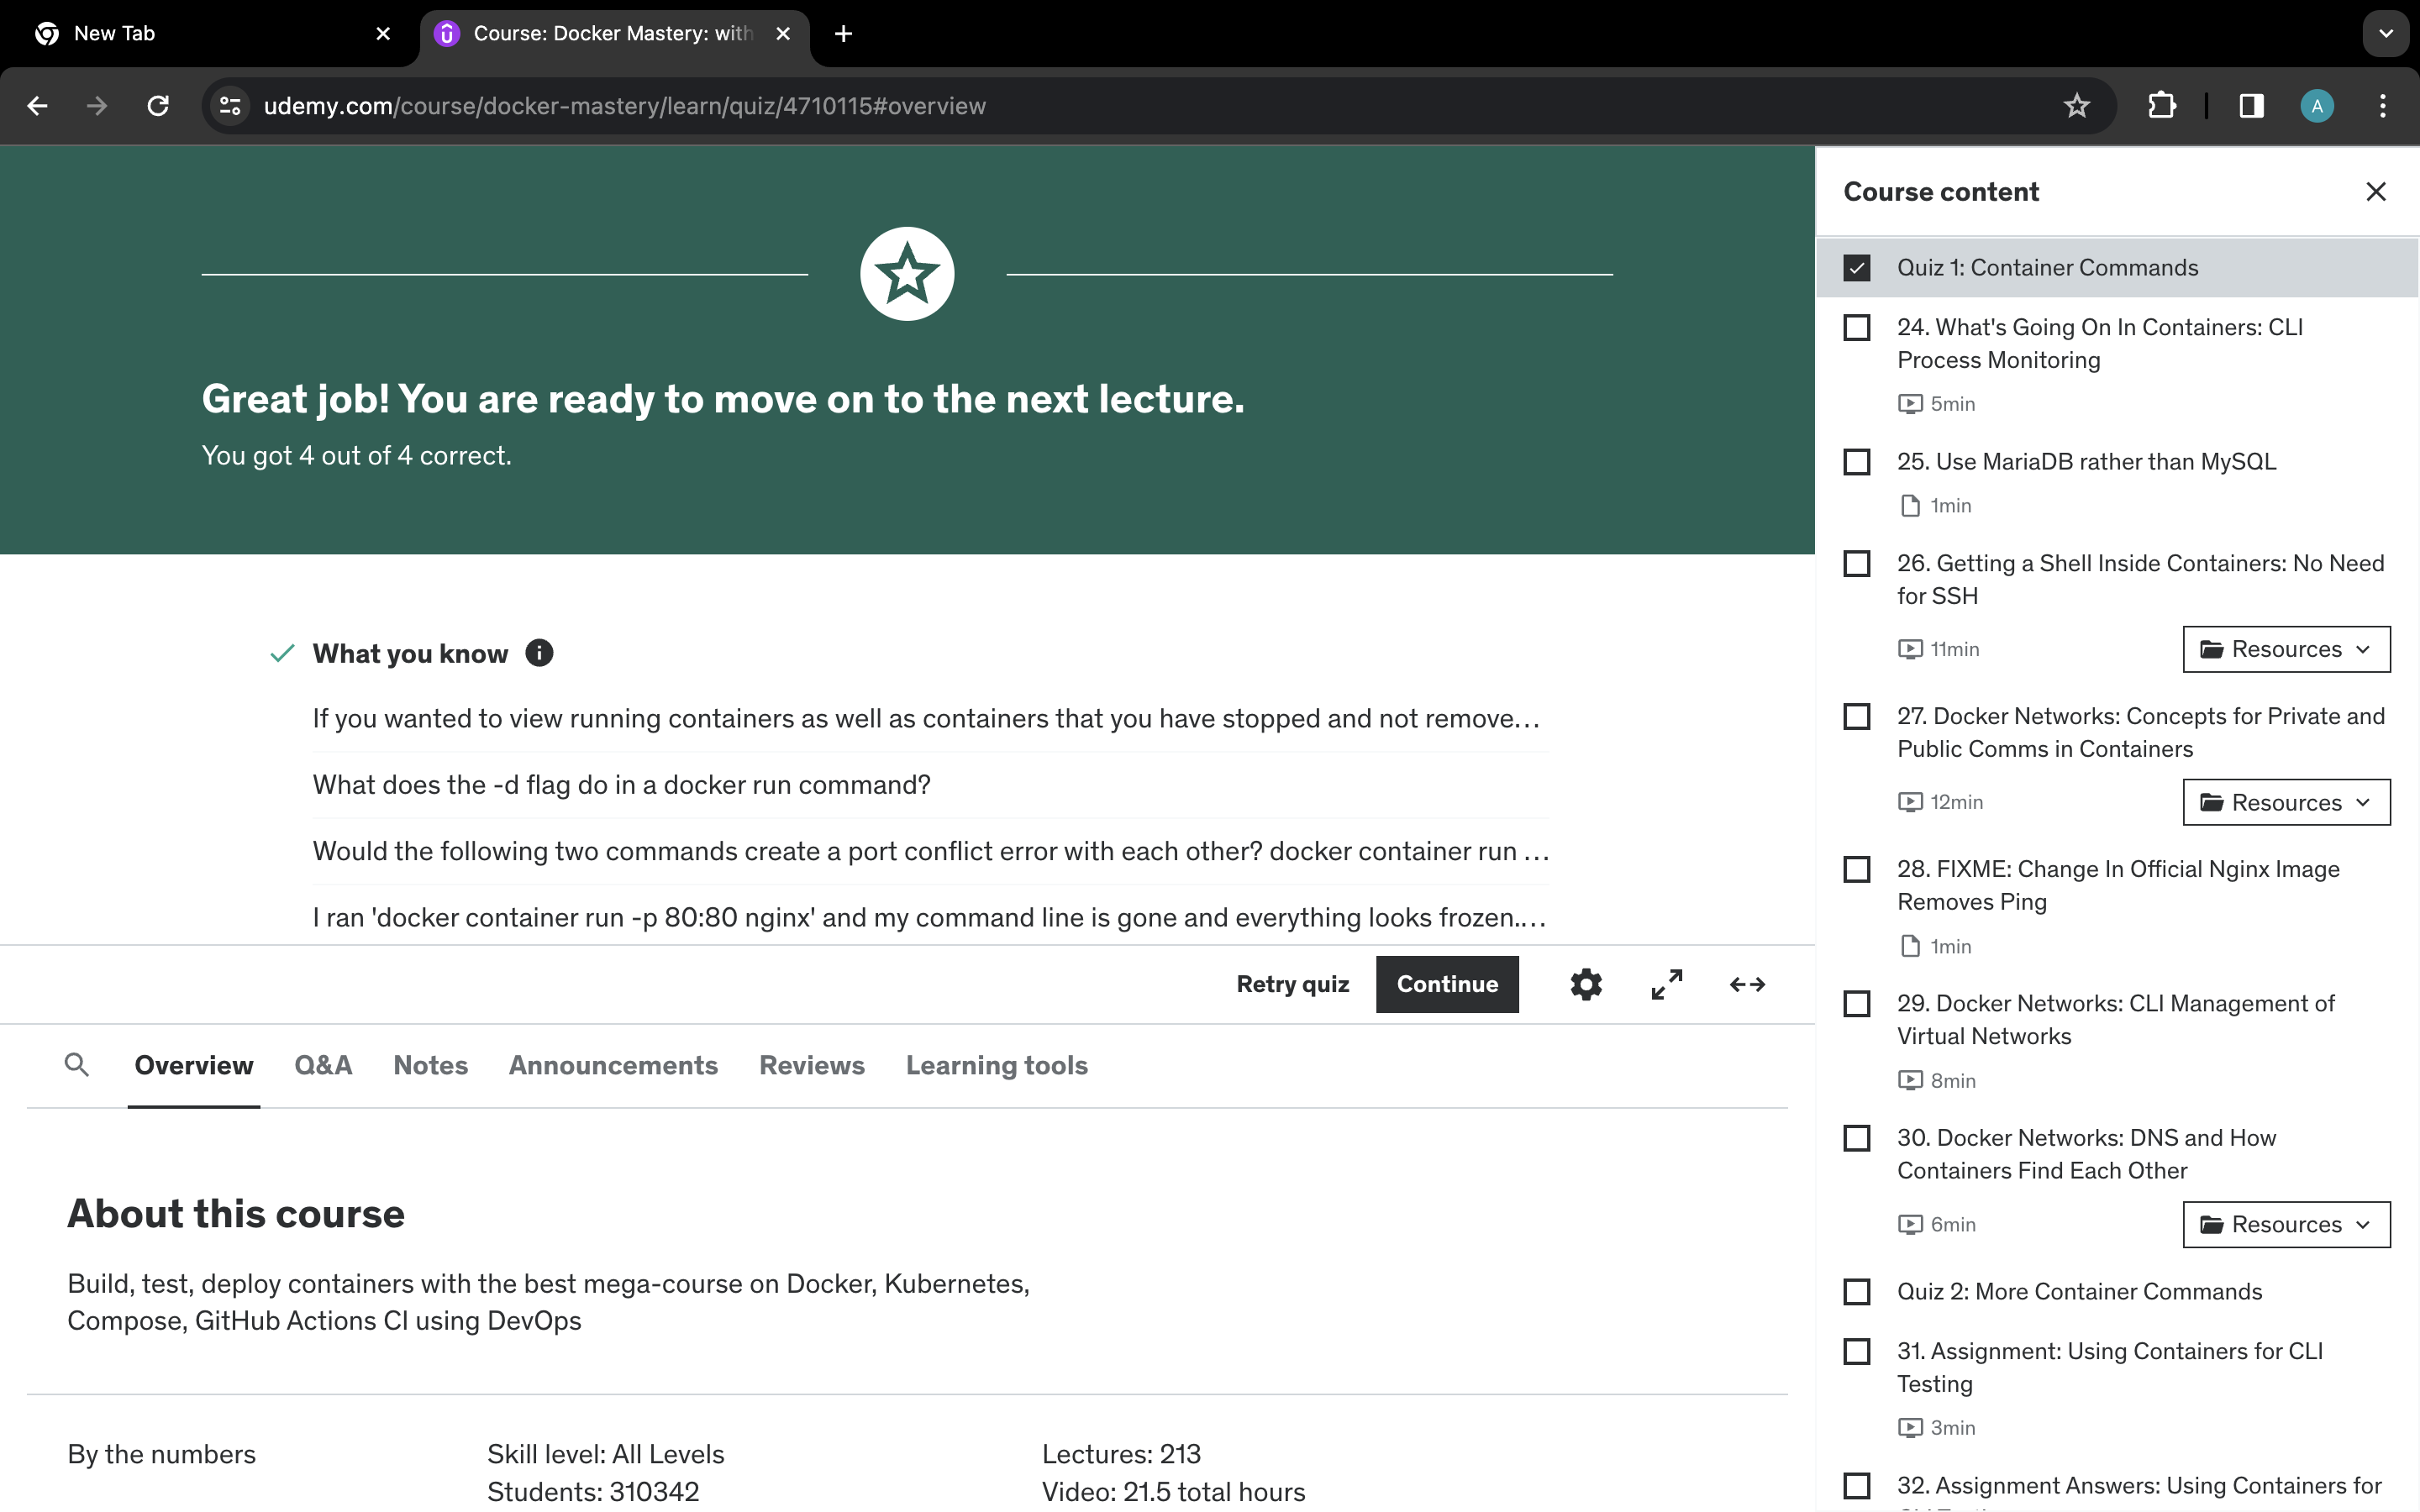 New Tab
Course: Docker Mastery: with
udemy.com/course/docker-mastery/learn/quiz/4710115#overview
A
Great job! You are ready to move on to the next lecture.
You got 4 out of 4 correct.
What you know
If you wanted to view running containers as well as containers that you have stopped and not remove…
What does the -d flag do in a docker run command?
Would the following two commands create a port conflict error with each other? docker container run …
I ran 'docker container run -p 80:80 nginx' and my command line is gone and everything looks frozen.…
Retry quiz
Continue
Overview
Q&A
Notes
Announcements
Reviews
Learning tools
About this course
Build, test, deploy containers with the best mega-course on Docker, Kubernetes,
Compose, GitHub Actions CI using DevOps
By the numbers
Skill level: All Levels
Students: 310342
Lectures: 213
Video: 21.5 total hours
Course content
Quiz 1: Container Commands
24. What's Going On In Containers: CLI
Process Monitoring
5min
25. Use MariaDB rather than MySQL
1min
26. Getting a Shell Inside Containers: No Need
for SSH
11min
Resources
27. Docker Networks: Concepts for Private and
Public Comms in Containers
12min
Resources
28. FIXME: Change In Official Nginx Image
Removes Ping
1min
29. Docker Networks: CLI Management of
Virtual Networks
8min
30. Docker Networks: DNS and How
Containers Find Each Other
6min
Resources
Quiz 2: More Container Commands
31. Assignment: Using Containers for CLI
Testing
3min
32. Assignment Answers: Using Containers for